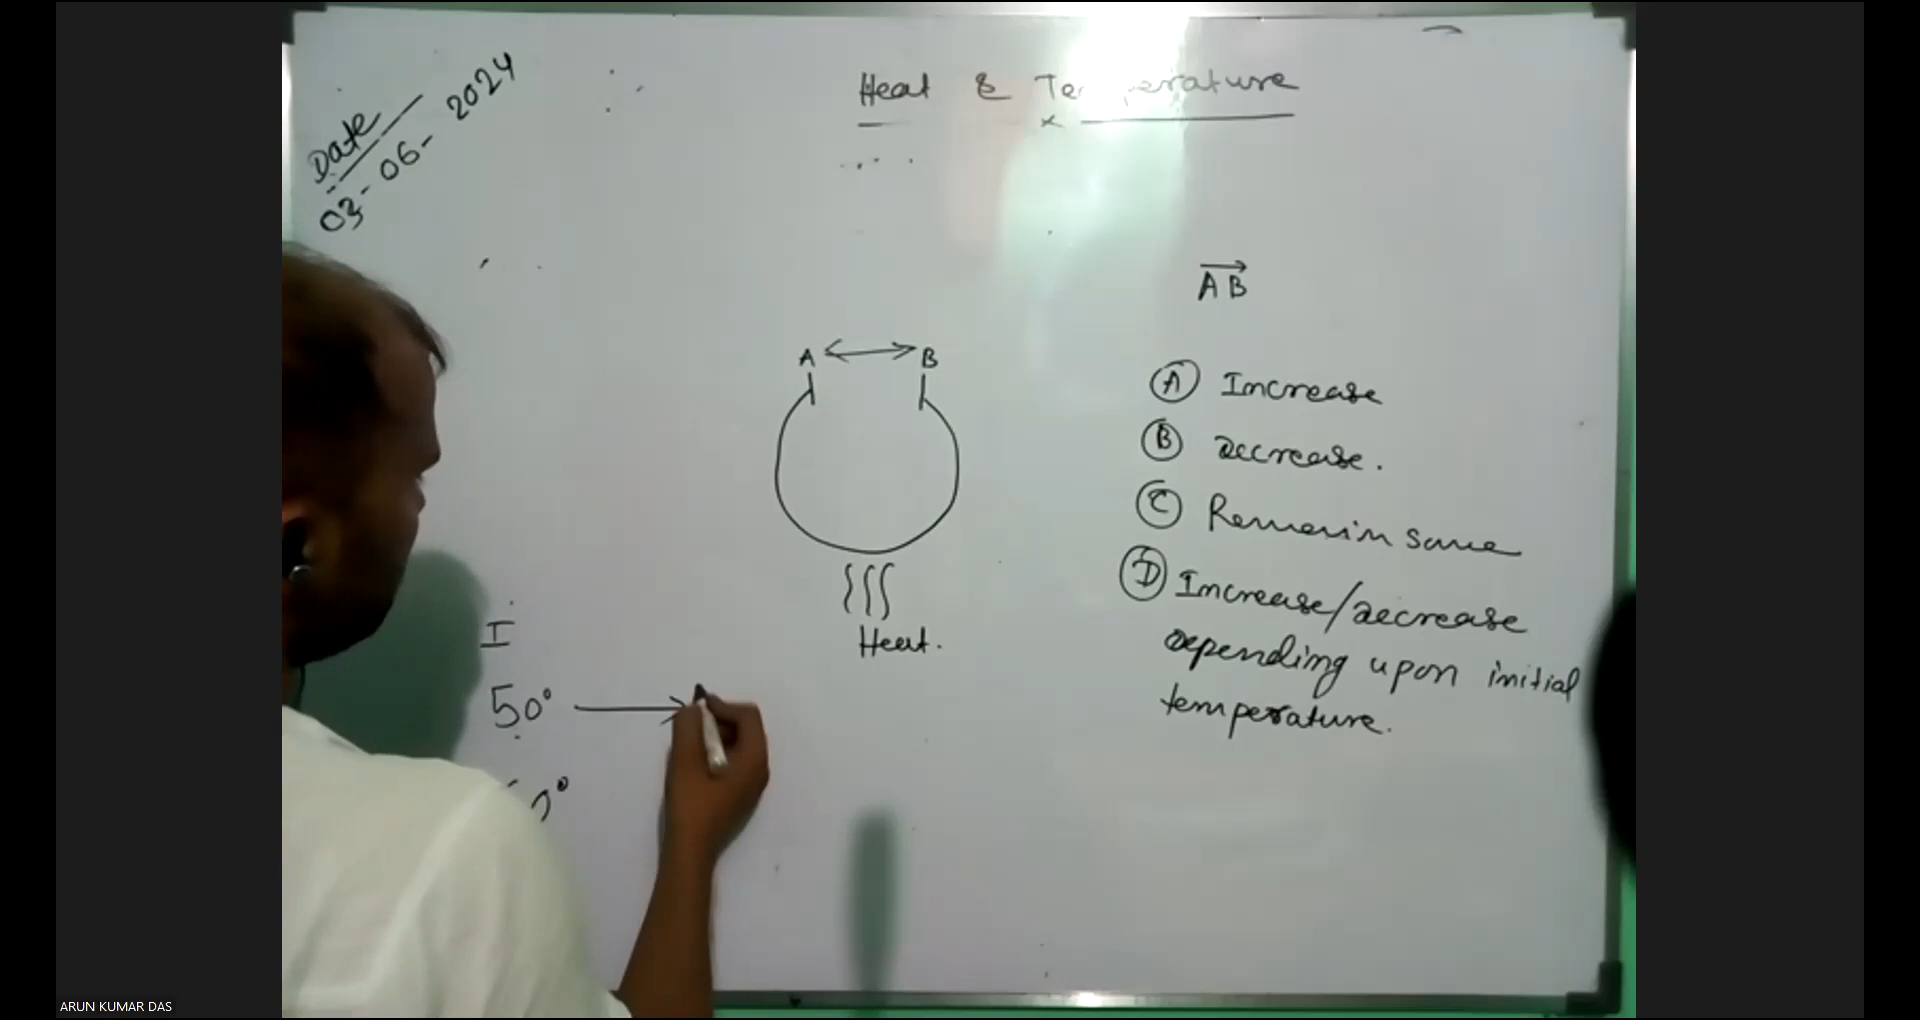 Date
03-06-2024
Heat & Temperature
AB
A B
A Increase
B decrease.
C Remain same
D Increase/decrease
depending upon initial
temperature.
Heat.
I
50°
0°
ARUN KUMAR DAS